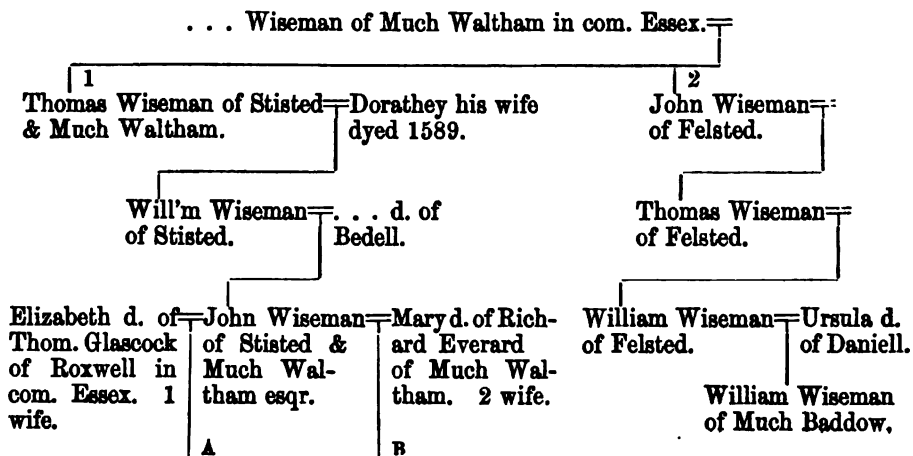 . . . Wiseman of Much Waltham in com. Essex.
1
Thomas Wiseman of Stisted
& Much Waltham.
Dorathey his wife
dyed 1589.
2
John Wiseman
of Felsted.
Will'm Wiseman
of Stisted.
. . . d. of
Bedell.
Thomas Wiseman
of Felsted.
Elizabeth d. of
Thom. Glascock
of Roxwell in
com. Essex. 1
wife.
John Wiseman
of Stisted &
Much Wal-
tham esqr.
Mary d. of Rich-
ard Everard
of Much Wal-
tham. 2 wife.
William Wiseman
of Felsted.
Ursula d.
of Daniell.
William Wiseman
of Much Baddow.
A
B